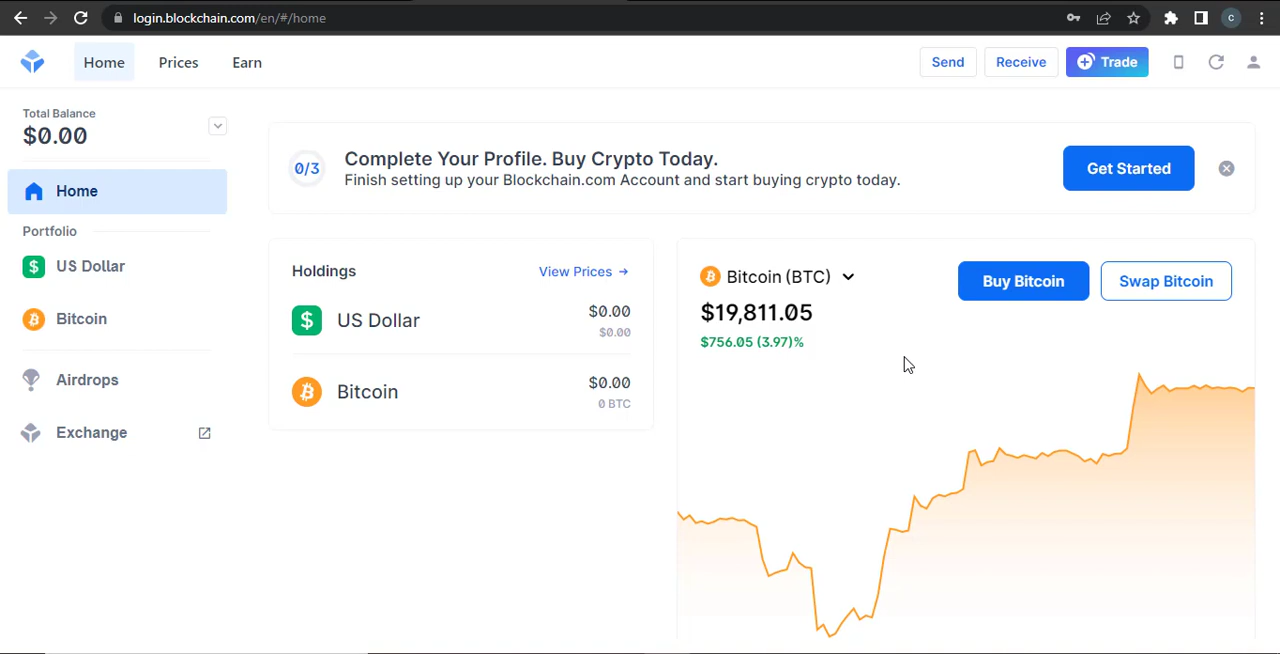 login.blockchain.com/en/#/home
C
Home
Prices
Earn
Send
Receive
Trade
Total Balance
$0.00
Home
Portfolio
$ US Dollar
Bitcoin
Airdrops
Exchange
0/3
Complete Your Profile. Buy Crypto Today.
Finish setting up your Blockchain.com Account and start buying crypto today.
Get Started
Holdings
View Prices →
$ US Dollar
$0.00
$0.00
Bitcoin
$0.00
0 BTC
Bitcoin (BTC)
$19,811.05
$756.05 (3.97)%
Buy Bitcoin
Swap Bitcoin